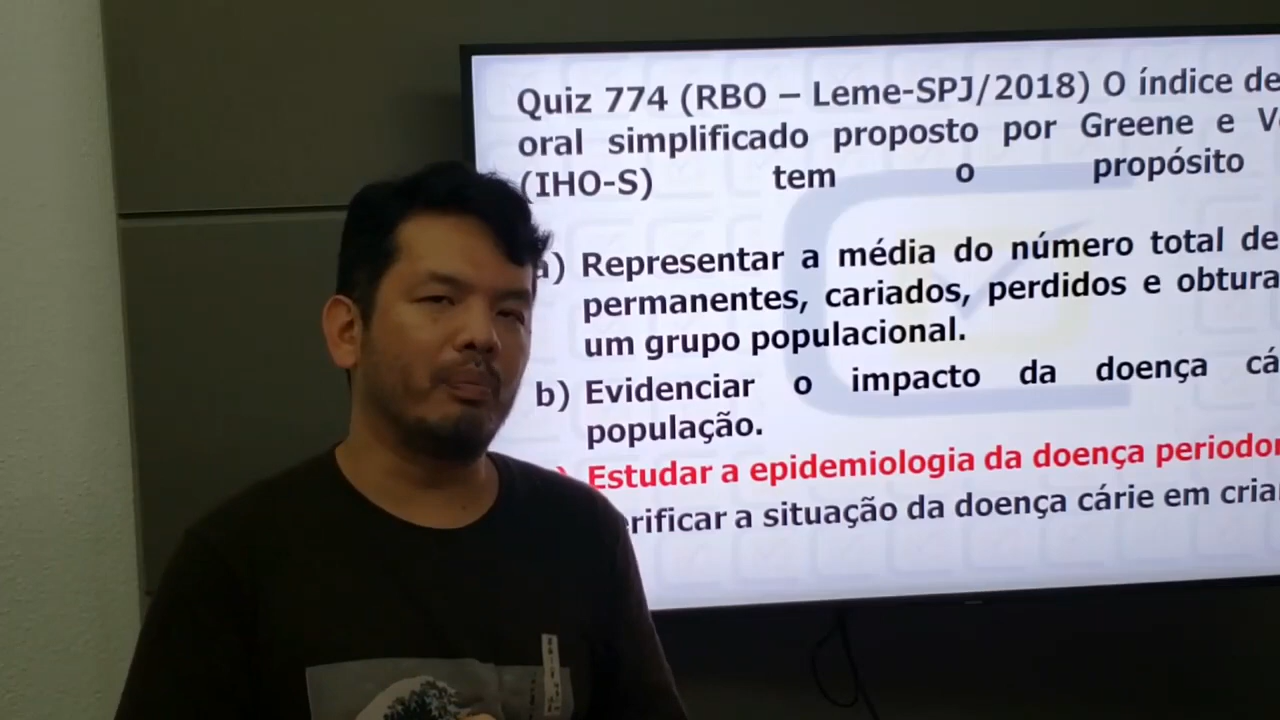 Quiz 774 (RBO – Leme-SPJ/2018) O índice de
oral simplificado proposto por Greene e
(IHO-S) tem o propósito
a) Representar a média do número total de
permanentes, cariados, perdidos e obtura
um grupo populacional.
b) Evidenciar o impacto da doença cá
população.
) Estudar a epidemiologia da doença periodon
erificar a situação da doença cárie em crian